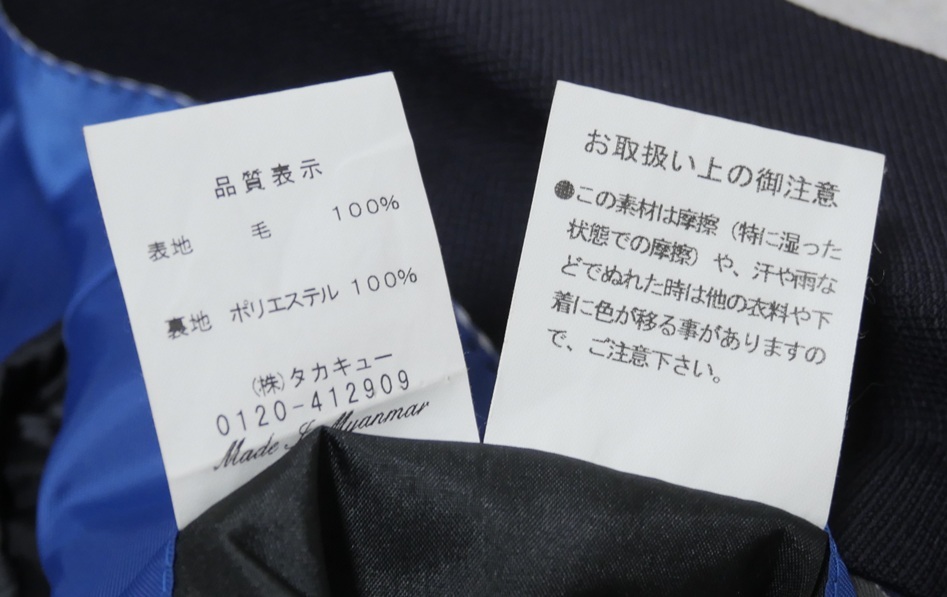 品質表示
表地 毛 100%
裏地 ポリエステル 100%
(株)タカキュー
0120-412909
Made In Myanmar
お取扱い上の御注意
●この素材は摩擦(特に湿った
状態での摩擦)や、汗や雨な
どでぬれた時は他の衣料や下
着に色が移る事がありますの
で、ご注意下さい。